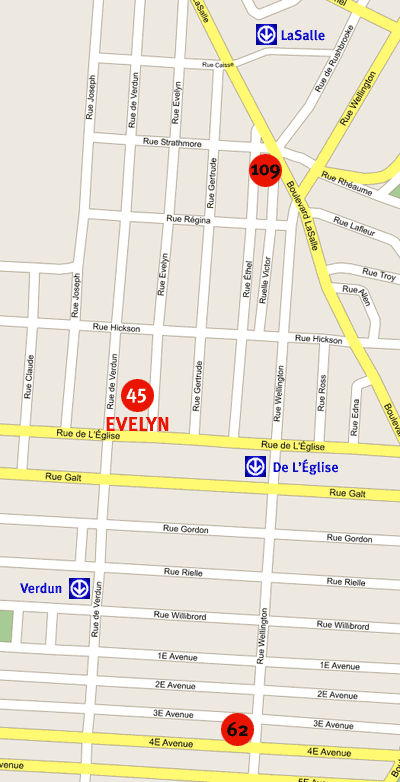 LaSalle
Rue Caisse
Rue de Rushbrooke
Rue Wellington
Rue Joseph
Rue de Verdun
Rue Evelyn
Rue Strathmore
Rue Gertrude
109
Rue Rhéaume
Boulevard LaSalle
Rue Régina
Rue Lafleur
Rue Evelyn
Rue Éthel
Ruelle Victor
Rue Troy
Rue Joseph
Rue Allen
Rue Hickson
Rue Hickson
Rue Claude
Rue de Verdun
Rue Gertrude
Rue Wellington
Rue Ross
Rue Edna
Boulevard
45
EVELYN
Rue de L'Église
Rue de L'Église
De L'Église
Rue Galt
Rue Galt
Rue Gordon
Rue Gordon
Rue Rielle
Rue Rielle
Verdun
Rue de Verdun
Rue Willibrord
Rue Willibrord
Rue Wellington
1E Avenue
1E Avenue
2E Avenue
2E Avenue
3E Avenue
3E Avenue
62
4E Avenue
4E Avenue
venue
5E Avenue